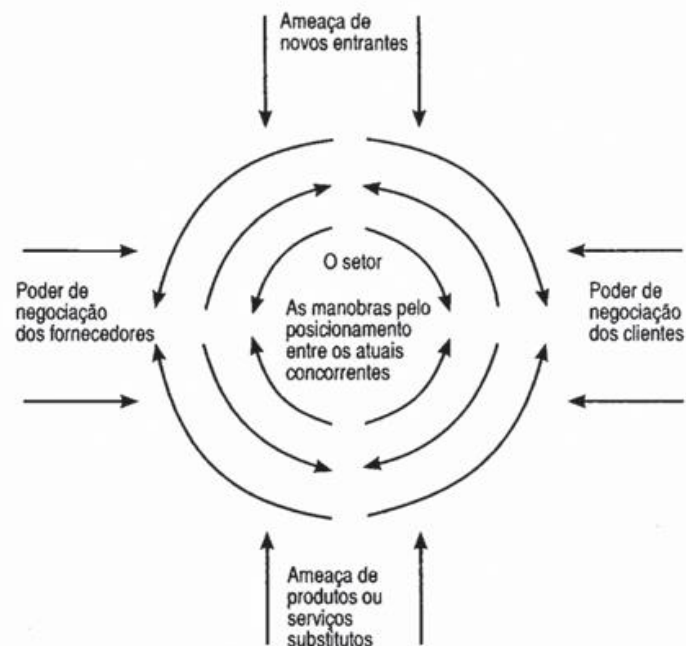 Ameaça de
novos entrantes
Poder de
negociação
dos fornecedores
O setor
As manobras pelo
posicionamento
entre os atuais
concorrentes
Poder de
negociação
dos clientes
Ameaça de
produtos ou
serviços
substitutos